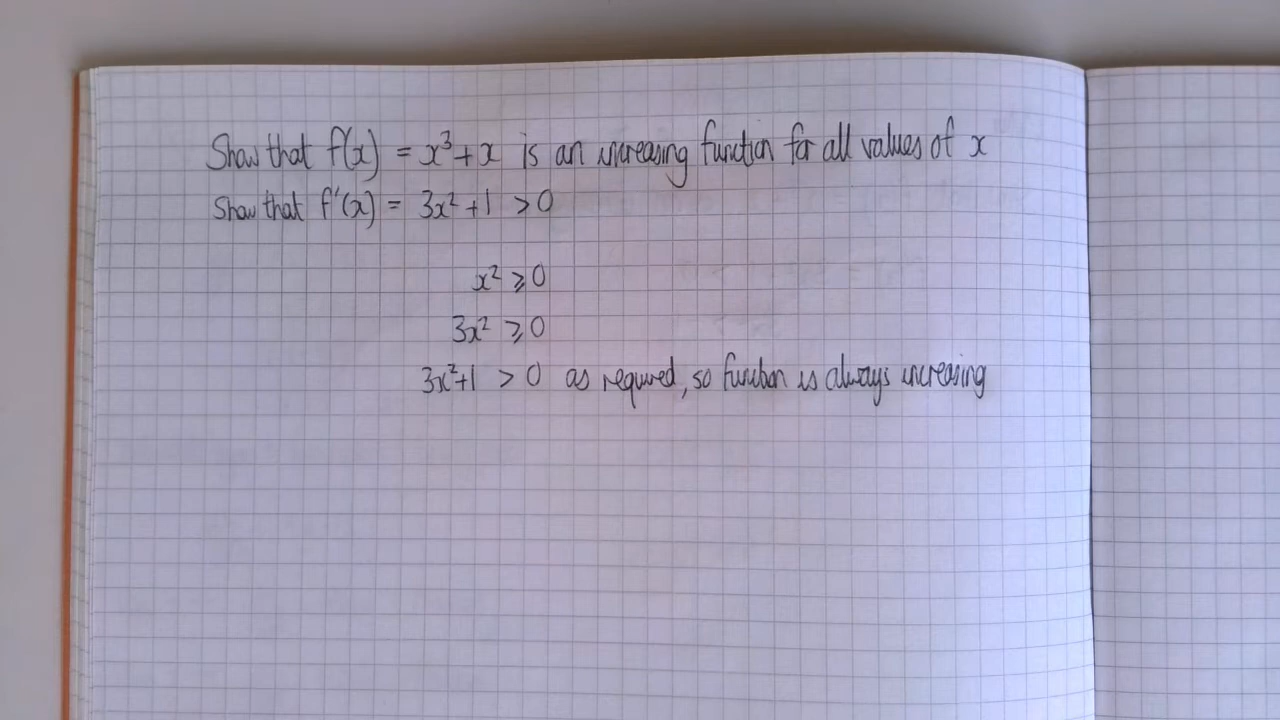 Show that f(x) = x³ + x is an increasing function for all values of x
Show that f'(x) = 3x² + 1 > 0
x² ⩾ 0
3x² ⩾ 0
3x²+1 > 0 as required, so function is always increasing